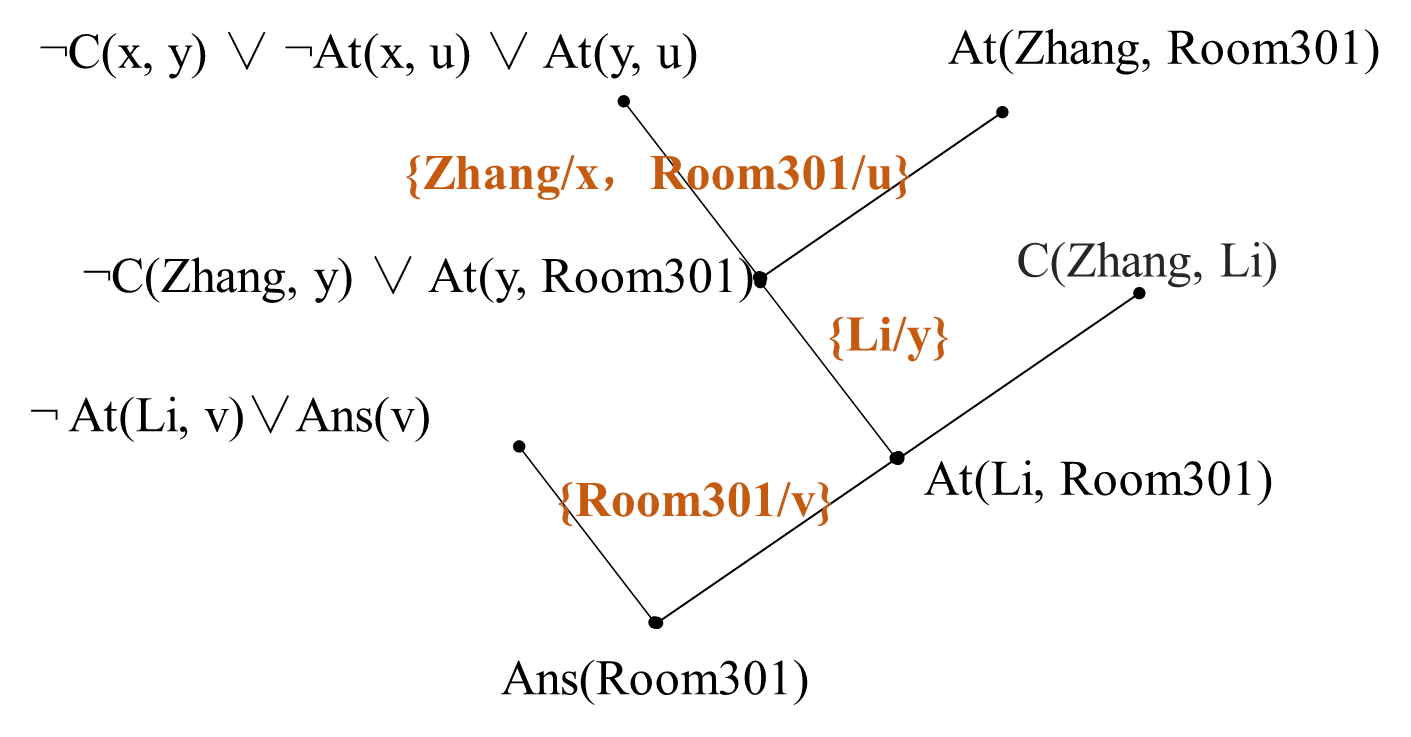 ¬C(x, y) ∨ ¬At(x, u) ∨ At(y, u)
At(Zhang, Room301)
{Zhang/x，Room301/u}
¬C(Zhang, y) ∨ At(y, Room301)
C(Zhang, Li)
{Li/y}
¬ At(Li, v)∨Ans(v)
At(Li, Room301)
{Room301/v}
Ans(Room301)